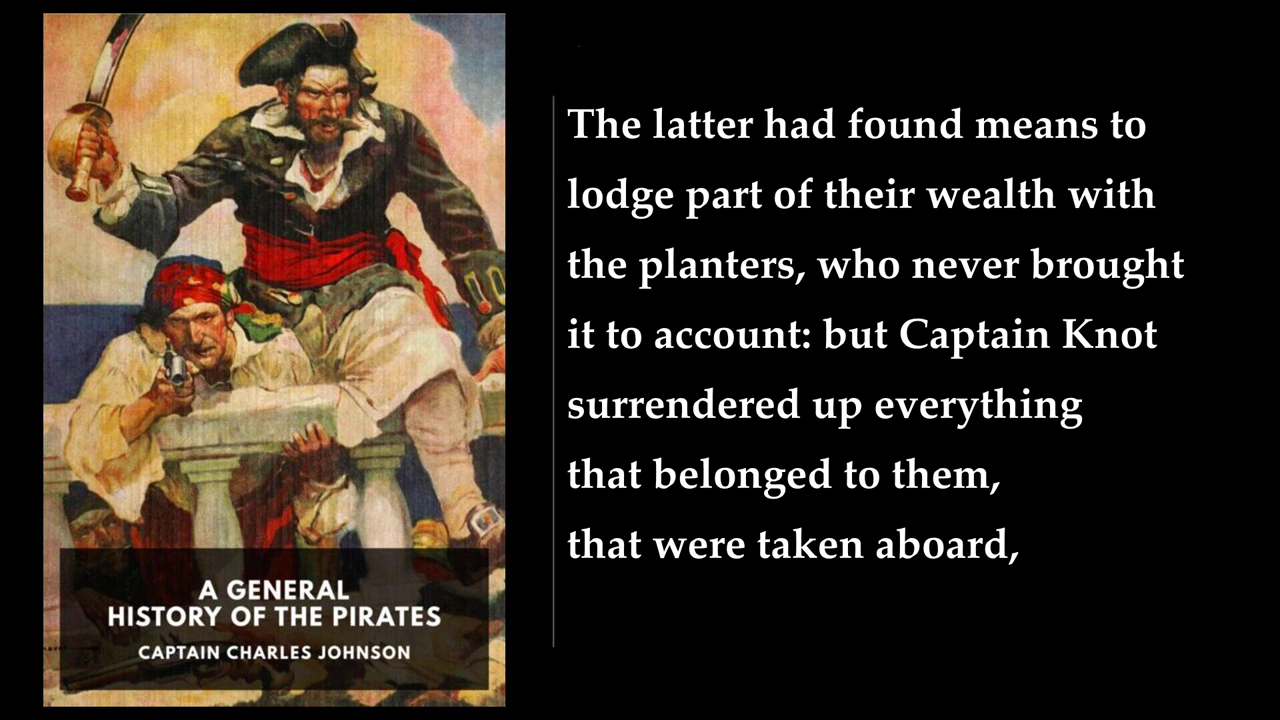 A GENERAL
HISTORY OF THE PIRATES
CAPTAIN CHARLES JOHNSON
The latter had found means to
lodge part of their wealth with
the planters, who never brought
it to account: but Captain Knot
surrendered up everything
that belonged to them,
that were taken aboard,